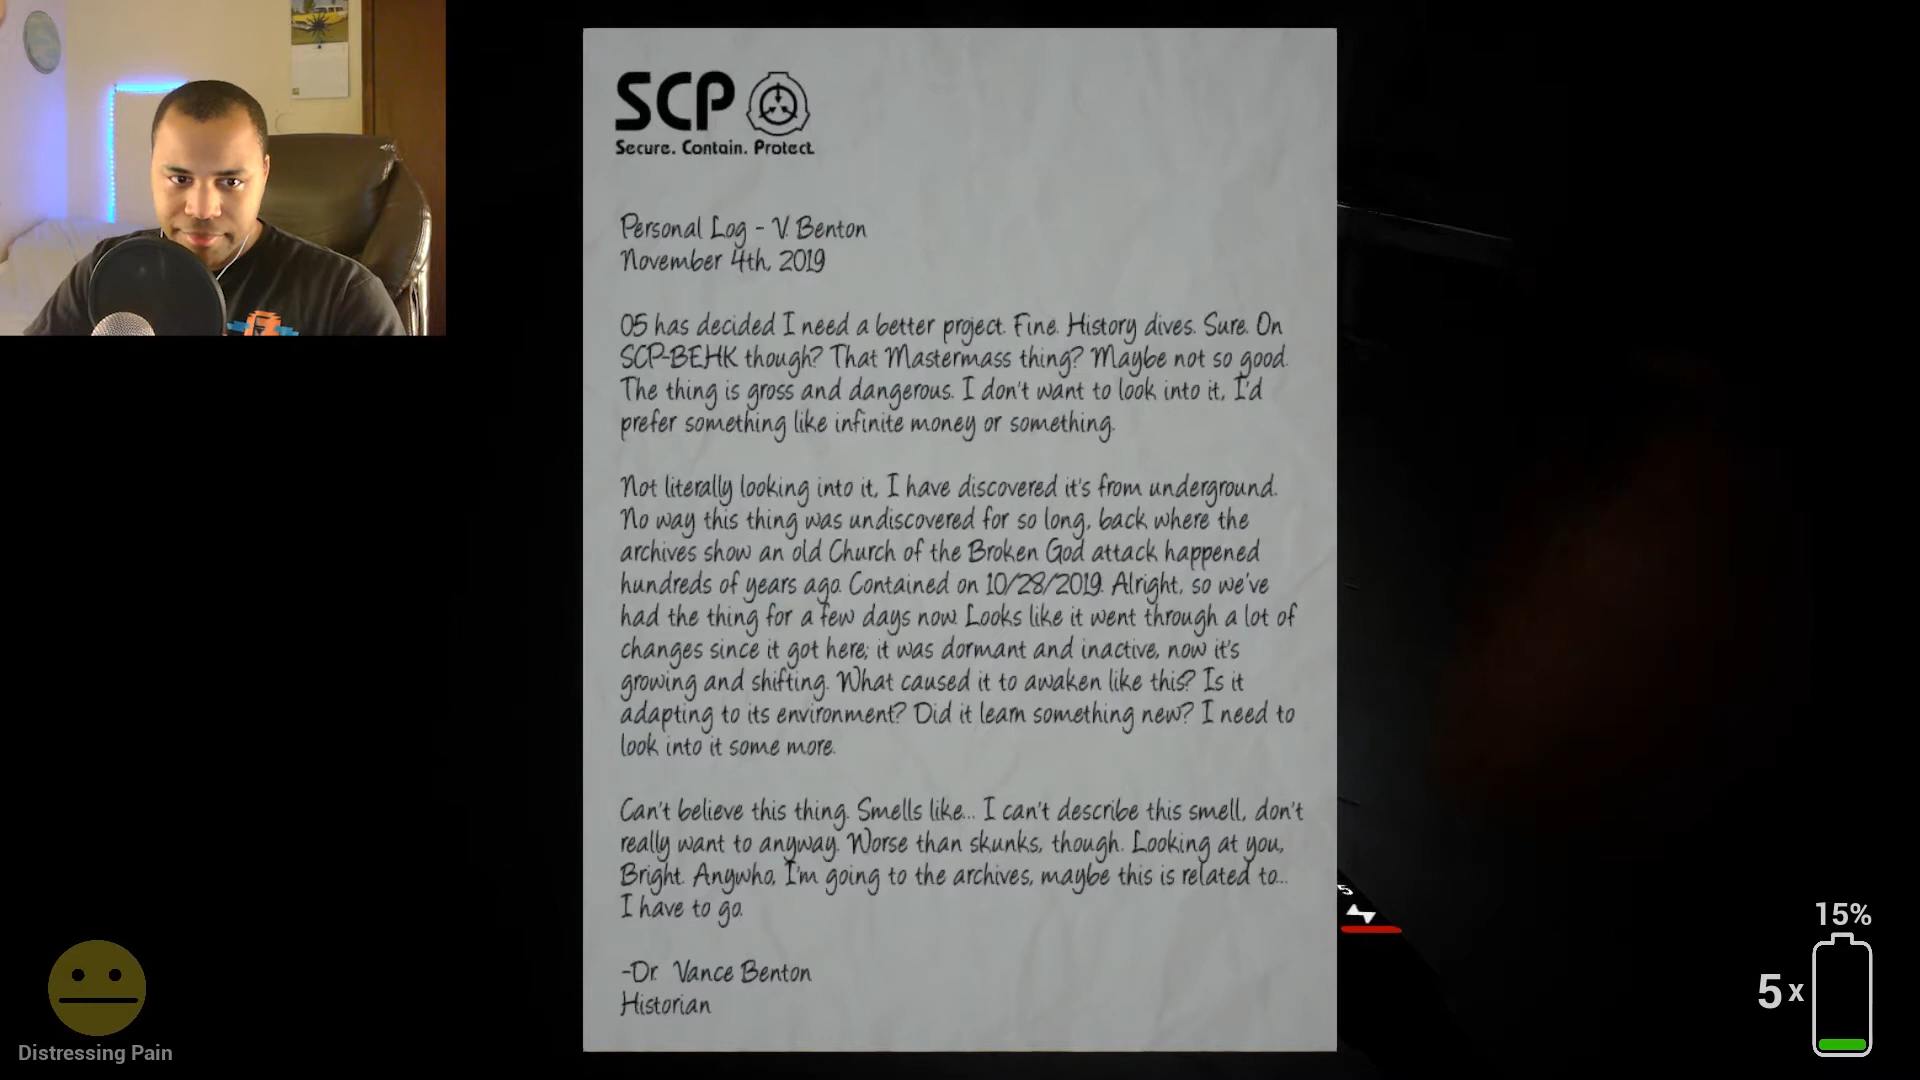 SCP
Secure. Contain. Protect.
Personal Log - V. Benton
November 4th, 2019
05 has decided I need a better project. Fine. History dives. Sure. On
SCP-BEHK though? That Mastermass thing? Maybe not so good.
The thing is gross and dangerous. I don't want to look into it, I'd
prefer something like infinite money or something.
Not literally looking into it, I have discovered it's from underground.
No way this thing was undiscovered for so long, back where the
archives show an old Church of the Broken God attack happened
hundreds of years ago. Contained on 10/28/2019. Alright, so we've
had the thing for a few days now. Looks like it went through a lot of
changes since it got here; it was dormant and inactive, now it's
growing and shifting. What caused it to awaken like this? Is it
adapting to its environment? Did it learn something new? I need to
look into it some more.
Can't believe this thing. Smells like... I can't describe this smell, don't
really want to anyway. Worse than skunks, though. Looking at you,
Bright. Anywho, I'm going to the archives, maybe this is related to...
I have to go.
-Dr. Vance Benton
Historian
Distressing Pain
15%
5x